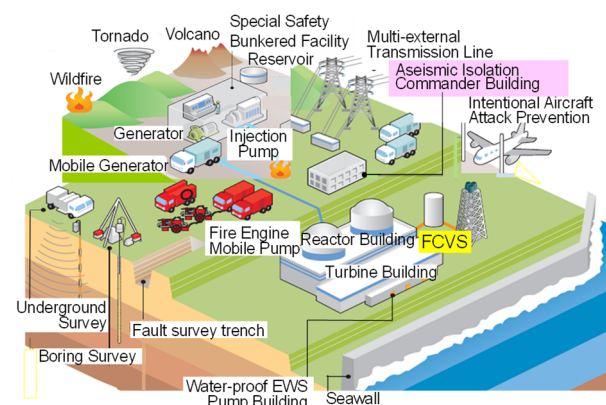 Tornado
Volcano
Special Safety
Bunkered Facility
Reservoir
Multi-external
Transmission Line
Aseismic Isolation
Commander Building
Wildfire
Intentional Aircraft
Attack Prevention
Generator
Injection
Pump
Mobile Generator
Fire Engine
Mobile Pump
Reactor Building
FCVS
Turbine Building
Underground
Survey
Fault survey trench
Boring Survey
Water-proof EWS
Pump Building
Seawall